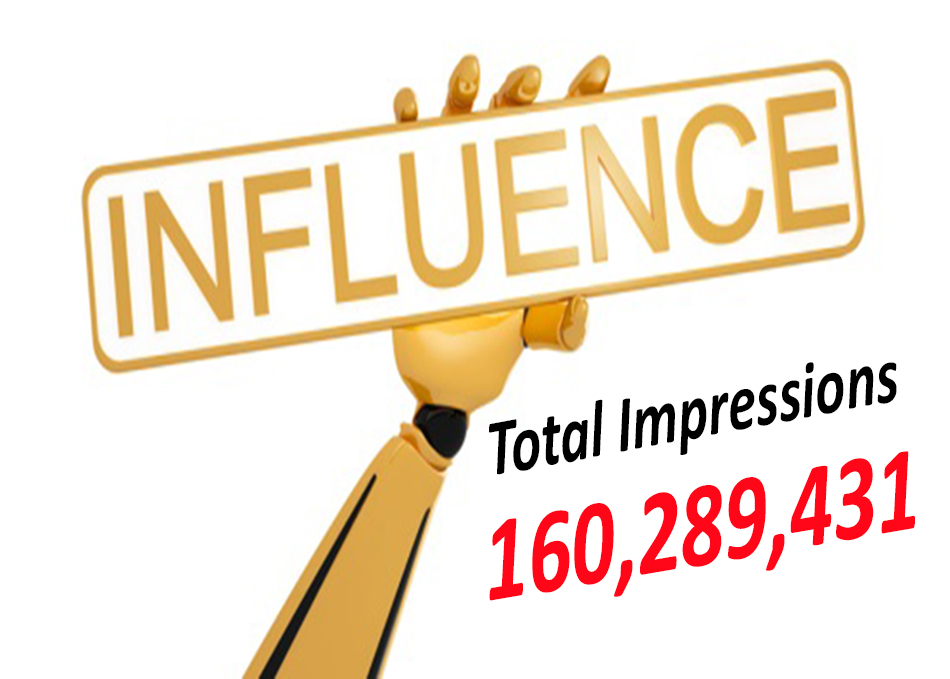 INFLUENCE
Total Impressions
160,289,431